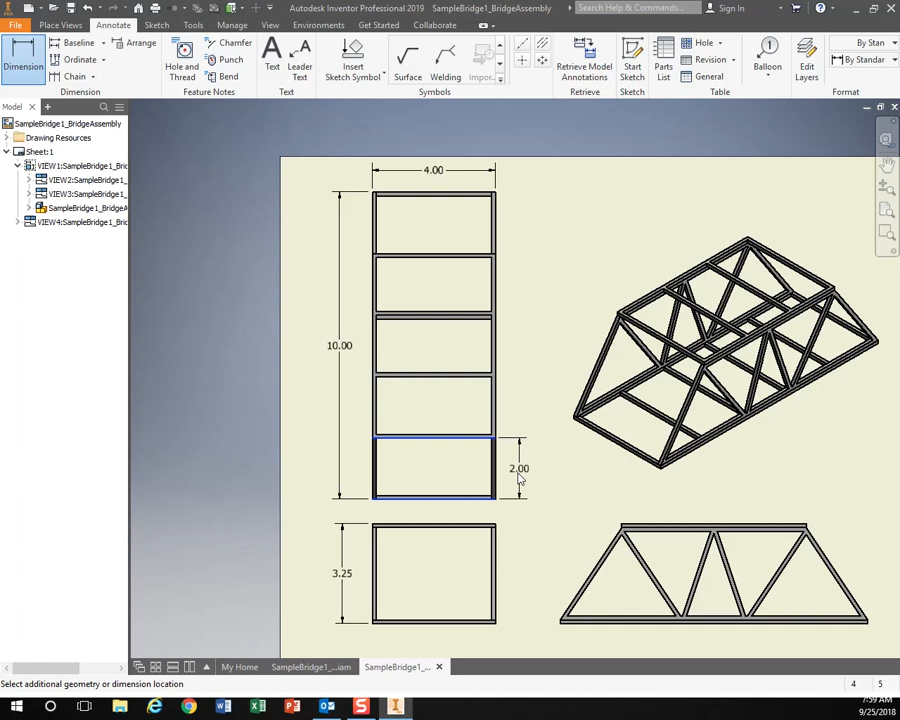 Autodesk Inventor Professional 2019 SampleBridge1_BridgeAssembly
Search Help & Commands...
Sign In
File Place Views Annotate Sketch Tools Manage View Environments Get Started Collaborate
Dimension
Baseline
Ordinate
Chain
Arrange
Dimension
Hole and
Thread
Chamfer
Punch
Bend
Feature Notes
Text
Leader
Text
Text
Insert
Sketch Symbol
Surface
Welding
Impor...
Symbols
Retrieve Model
Annotations
Retrieve
Start
Sketch
Sketch
Parts
List
Hole
Revision
General
Table
Balloon
Edit
Layers
By Stan
By Standar
Format
Model
SampleBridge1_BridgeAssembly
Drawing Resources
Sheet:1
VIEW1:SampleBridge1_Brid
VIEW2:SampleBridge1_
VIEW3:SampleBridge1_
SampleBridge1_BridgeA
VIEW4:SampleBridge1_Brid
4.00
10.00
2.00
3.25
My Home SampleBridge1_...iam SampleBridge1_...
Select additional geometry or dimension location
4 5
7:59 AM
9/25/2018